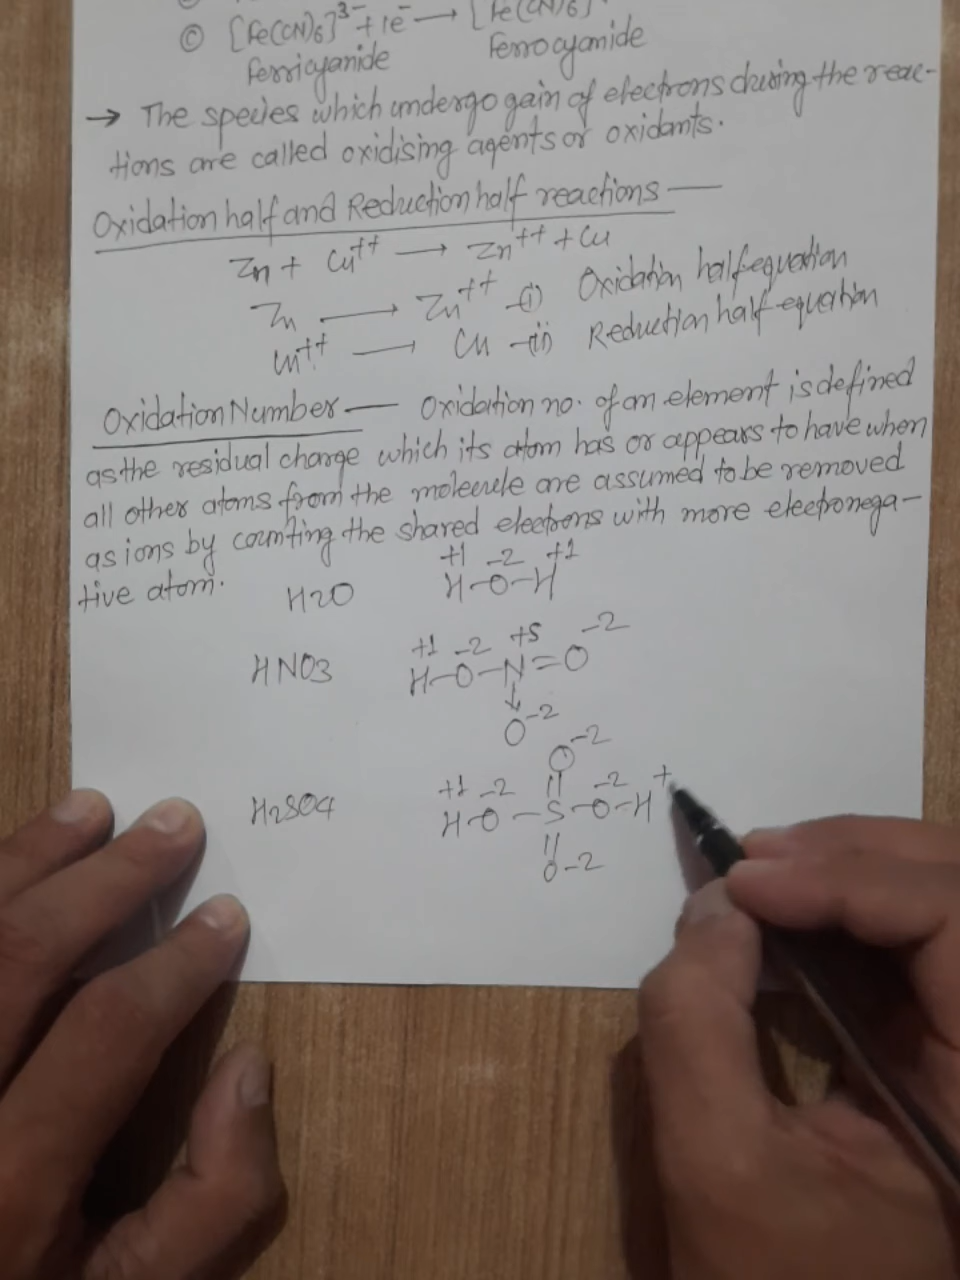 © [Fe(CN)6]3- + 1e- → [Fe(CN)6]
Ferricyanide Ferrocyanide
→ The species which undergo gain of electrons during the reac-
tions are called oxidising agents or oxidants.
Oxidation half and Reduction half reactions —
Zn + Cu++ → Zn++ + Cu
Zn → Zn++ -(i) Oxidation half equation
Cu++ → Cu -(ii) Reduction half-equation
Oxidation Number — Oxidation no. of an element is defined
as the residual charge which its atom has or appears to have when
all other atoms from the molecule are assumed to be removed
as ions by counting the shared electrons with more electronega-
tive atom.
+1 -2 +1
H2O H-O-H
+1 -2 +5 -2
HNO3 H-O-N=O
↓
O-2
O-2
||
+1 -2 -2 +
H2SO4 H-O-S-O-H
||
O-2